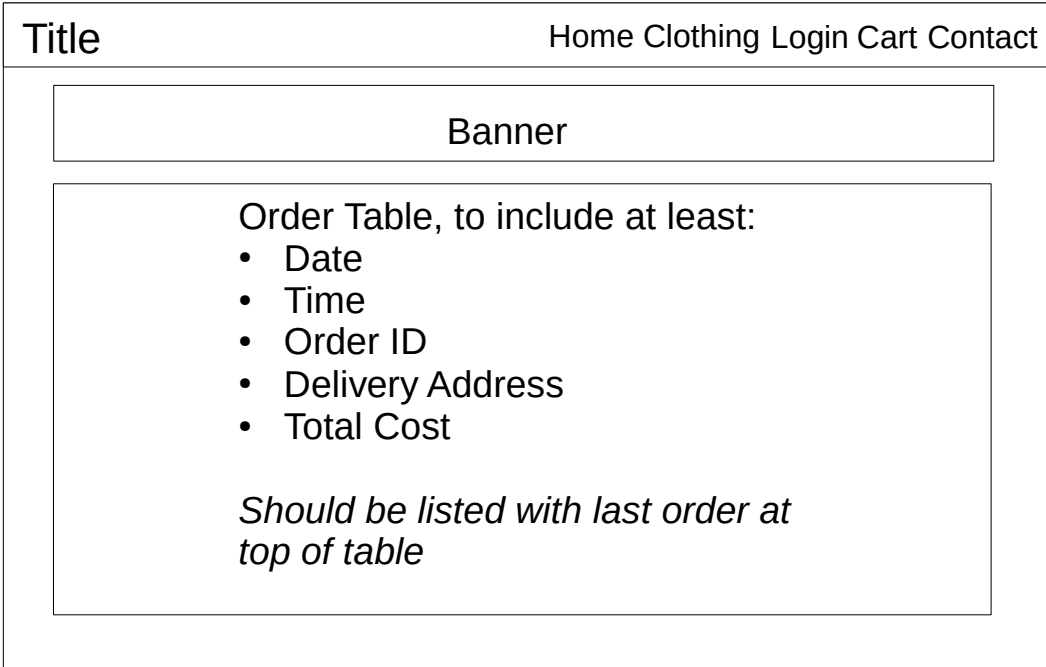 Title Home Clothing Login Cart Contact
Banner
Order Table, to include at least:
• Date
• Time
• Order ID
• Delivery Address
• Total Cost
Should be listed with last order at
top of table